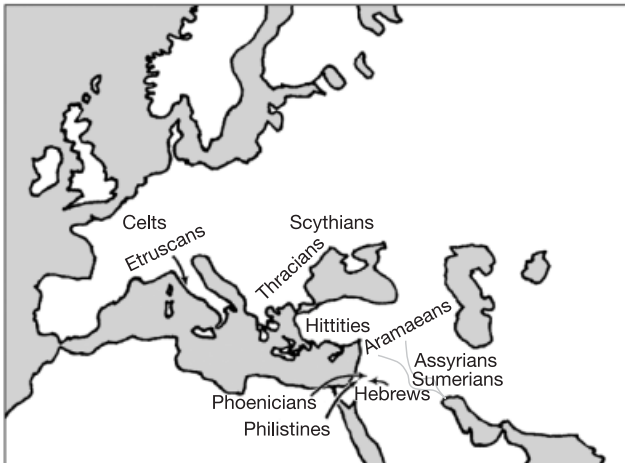 Celts
Scythians
Etruscans
Thracians
Hittities
Aramaeans
Assyrians
Sumerians
Phoenicians
Hebrews
Philistines